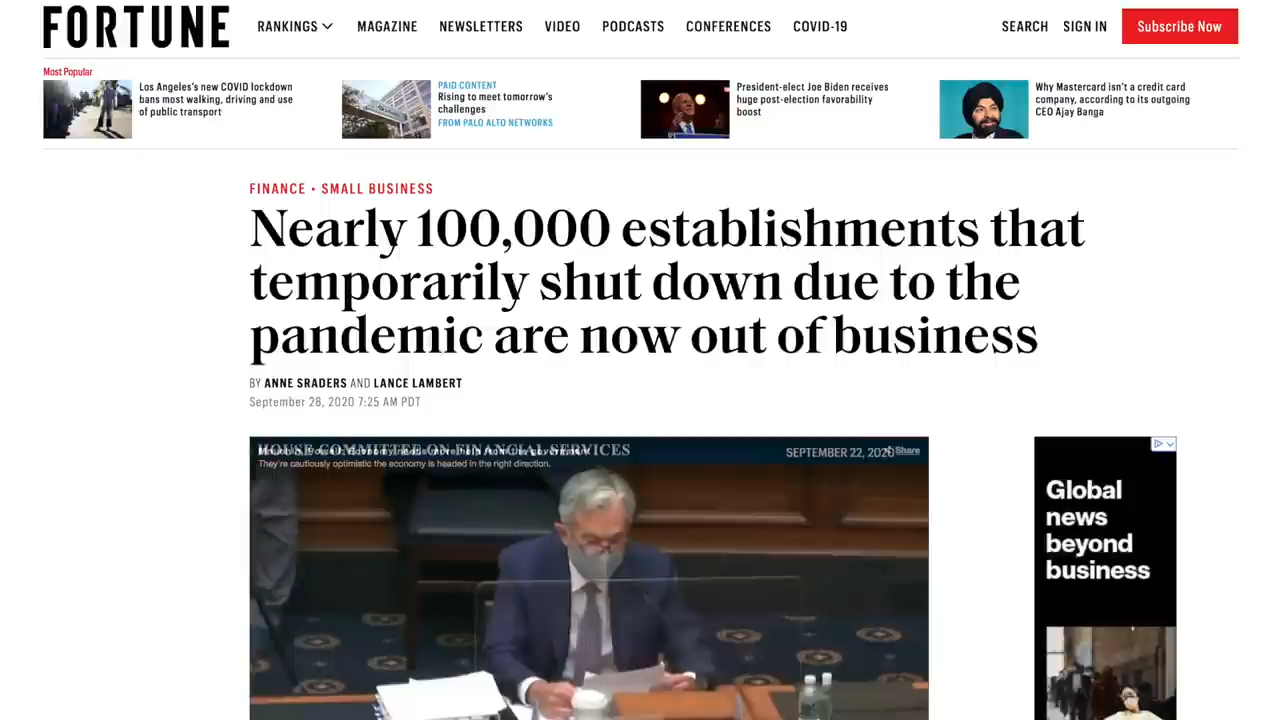 FORTUNE
RANKINGS MAGAZINE NEWSLETTERS VIDEO PODCASTS CONFERENCES COVID-19 SEARCH SIGN IN Subscribe Now
Most Popular
Los Angeles's new COVID lockdown
bans most walking, driving and use
of public transport
PAID CONTENT
Rising to meet tomorrow's
challenges
FROM PALO ALTO NETWORKS
President-elect Joe Biden receives
huge post-election favorability
boost
Why Mastercard isn't a credit card
company, according to its outgoing
CEO Ajay Banga
FINANCE • SMALL BUSINESS
Nearly 100,000 establishments that
temporarily shut down due to the
pandemic are now out of business
BY ANNE SRADERS AND LANCE LAMBERT
September 28, 2020 7:25 AM PDT
HOUSE COMMITTEE ON FINANCIAL SERVICES
SEPTEMBER 22, 2020
Share
They're cautiously optimistic the economy is headed in the right direction.
Global
news
beyond
business